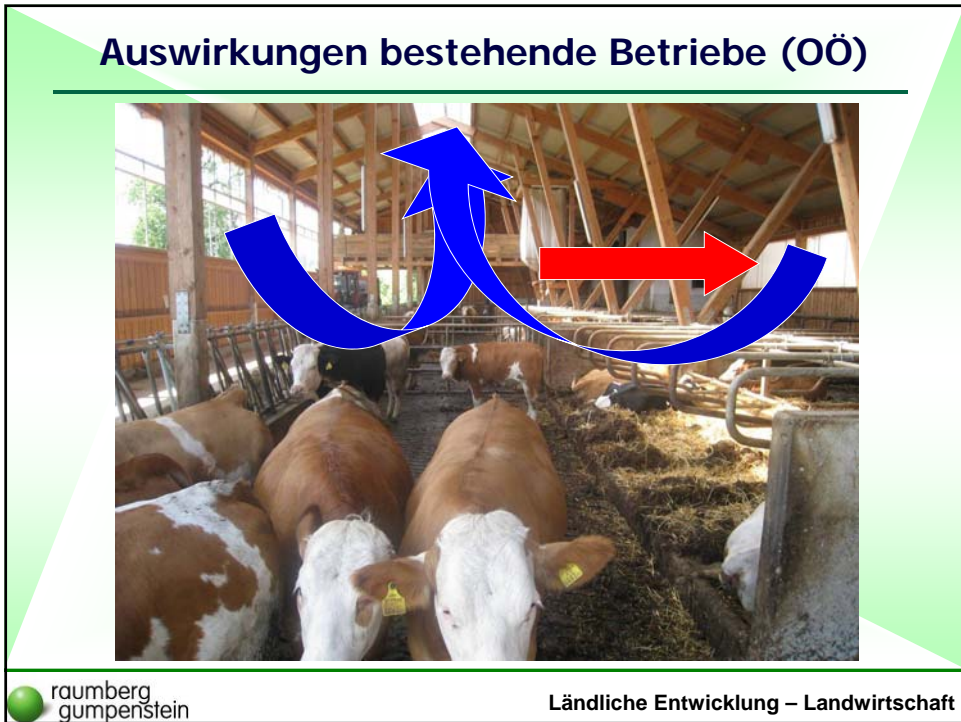 Auswirkungen bestehende Betriebe (OÖ)
raumberg
gumpenstein
Ländliche Entwicklung – Landwirtschaft